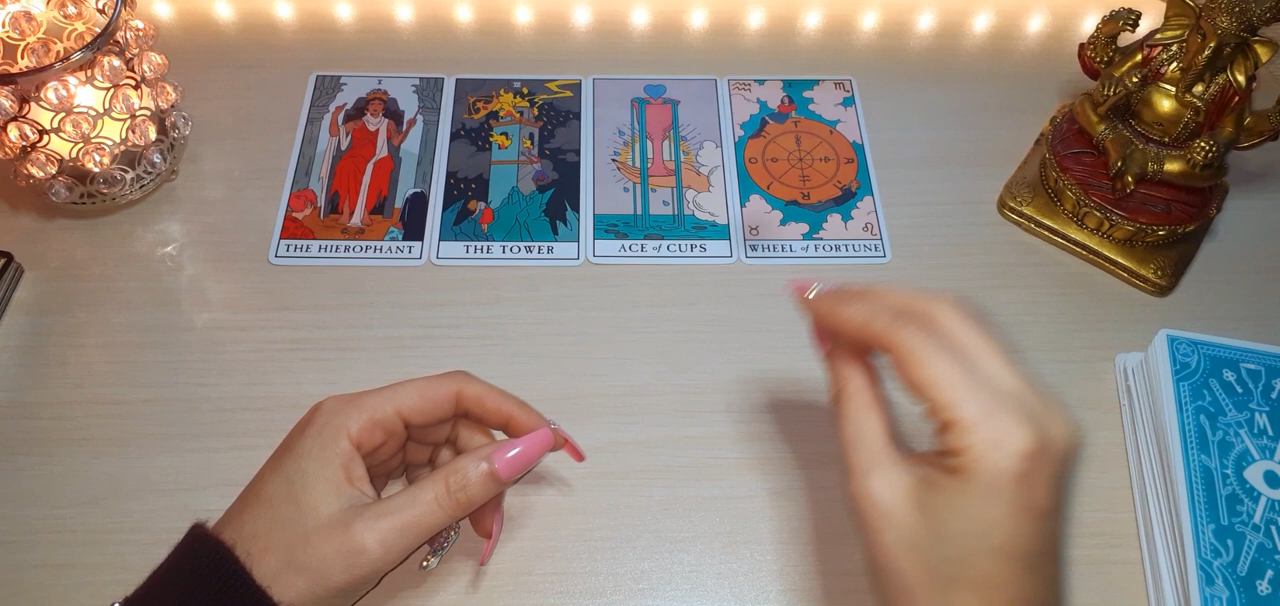 THE HIEROPHANT
THE TOWER
ACE of CUPS
WHEEL of FORTUNE